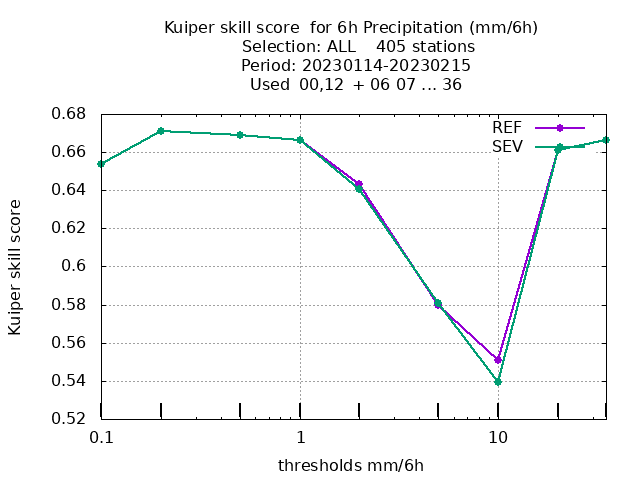 Kuiper skill score  for 6h Precipitation (mm/6h)
Selection: ALL    405 stations
Period: 20230114-20230215
Used  00,12  + 06 07 ... 36
0.68
0.66
0.64
0.62
0.6
0.58
0.56
0.54
0.52
Kuiper skill score
REF
SEV
0.1
1
10
thresholds mm/6h